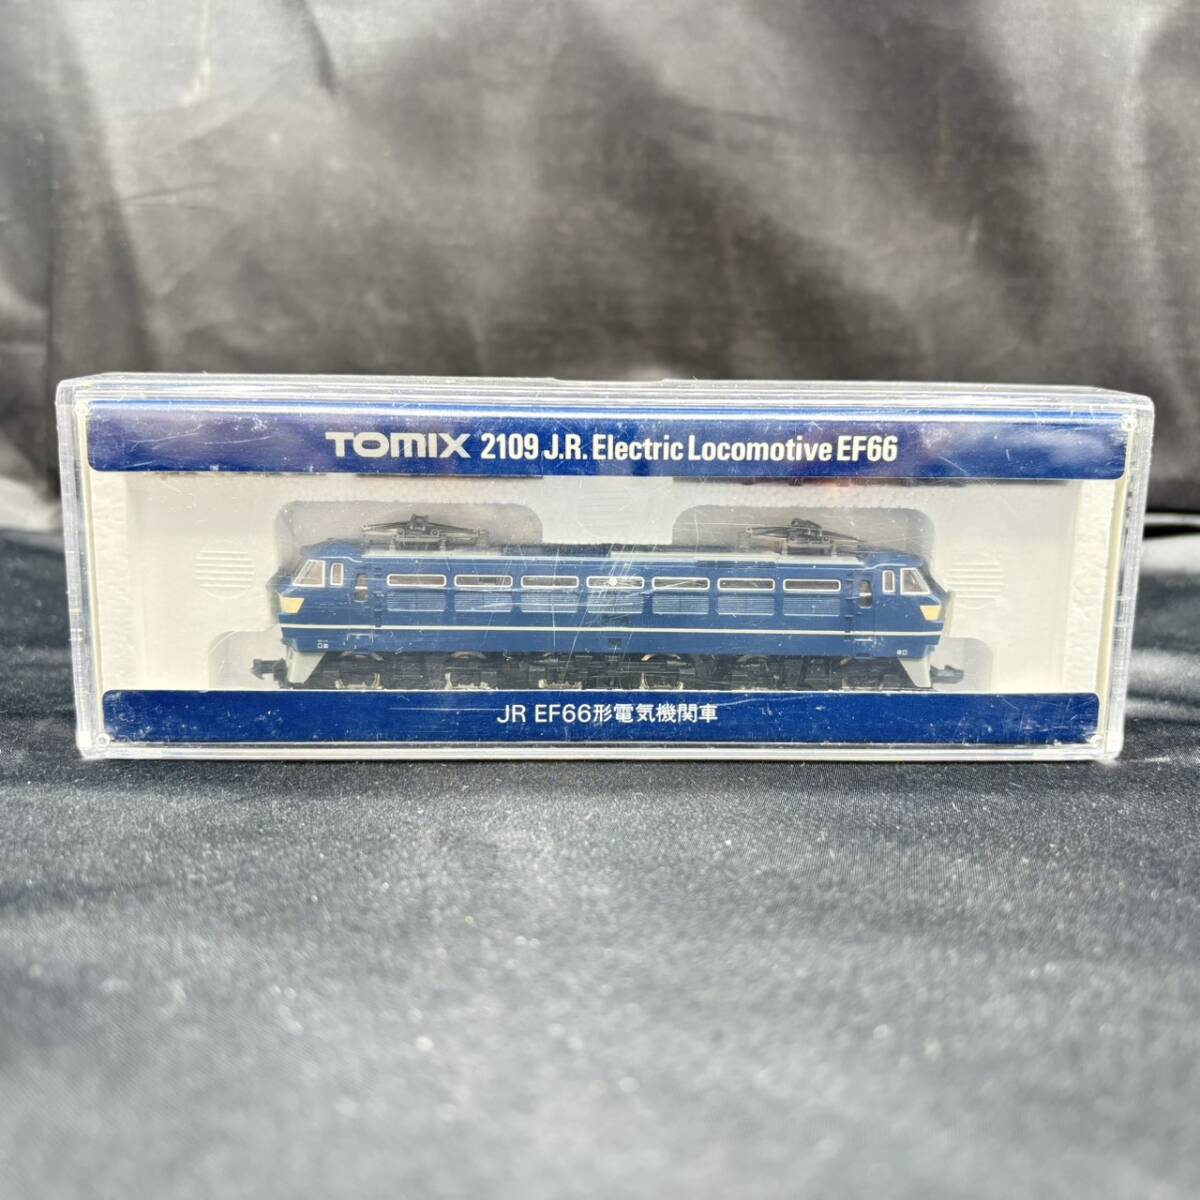 TOMIX 2109 J.R. Electric Locomotive EF66
JR EF66形電気機関車